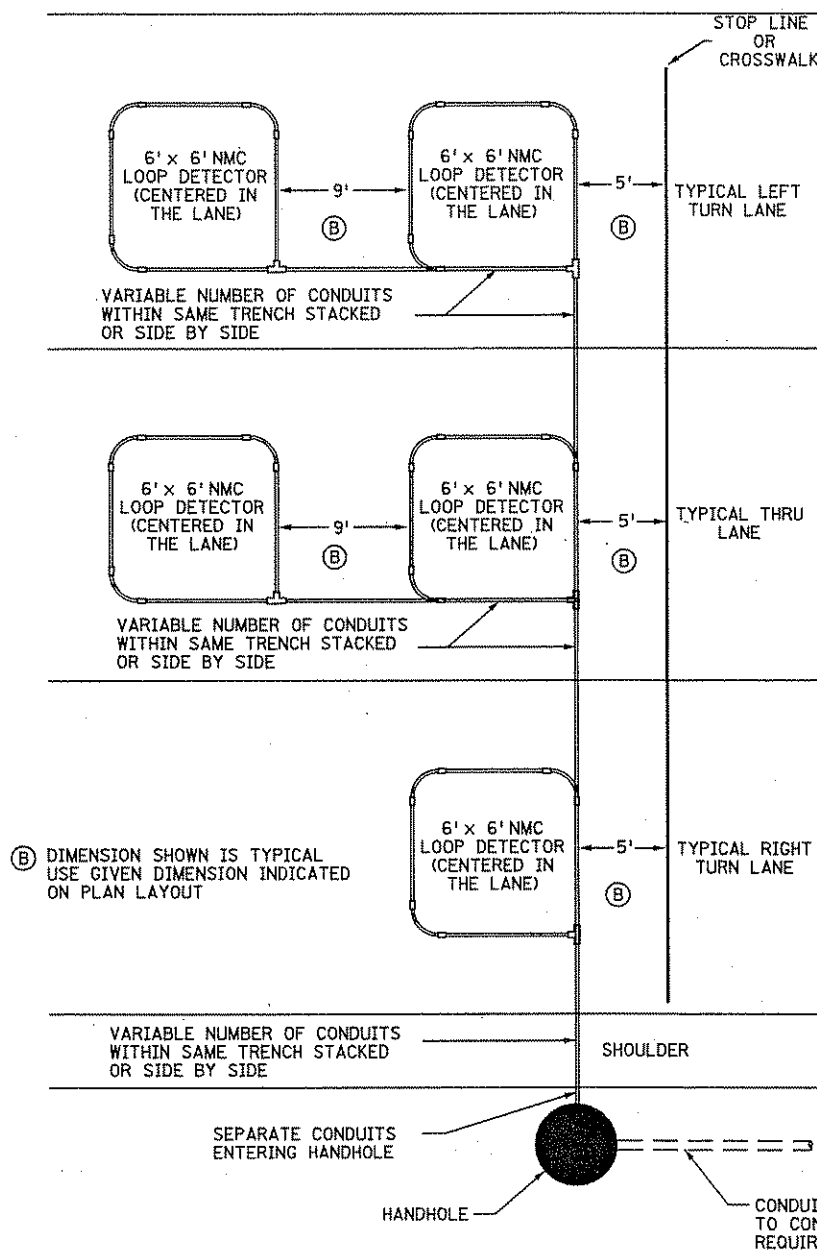 STOP LINE
OR
CROSSWALK
6' x 6' NMC
LOOP DETECTOR
(CENTERED IN
THE LANE)
9'
B
6' x 6' NMC
LOOP DETECTOR
(CENTERED IN
THE LANE)
5'
B
TYPICAL LEFT
TURN LANE
VARIABLE NUMBER OF CONDUITS
WITHIN SAME TRENCH STACKED
OR SIDE BY SIDE
6' x 6' NMC
LOOP DETECTOR
(CENTERED IN
THE LANE)
9'
B
6' x 6' NMC
LOOP DETECTOR
(CENTERED IN
THE LANE)
5'
B
TYPICAL THRU
LANE
VARIABLE NUMBER OF CONDUITS
WITHIN SAME TRENCH STACKED
OR SIDE BY SIDE
B DIMENSION SHOWN IS TYPICAL
USE GIVEN DIMENSION INDICATED
ON PLAN LAYOUT
6' x 6' NMC
LOOP DETECTOR
(CENTERED IN
THE LANE)
5'
B
TYPICAL RIGHT
TURN LANE
VARIABLE NUMBER OF CONDUITS
WITHIN SAME TRENCH STACKED
OR SIDE BY SIDE
SHOULDER
SEPARATE CONDUITS
ENTERING HANDHOLE
HANDHOLE
CONDUI
TO CON
REQUIR